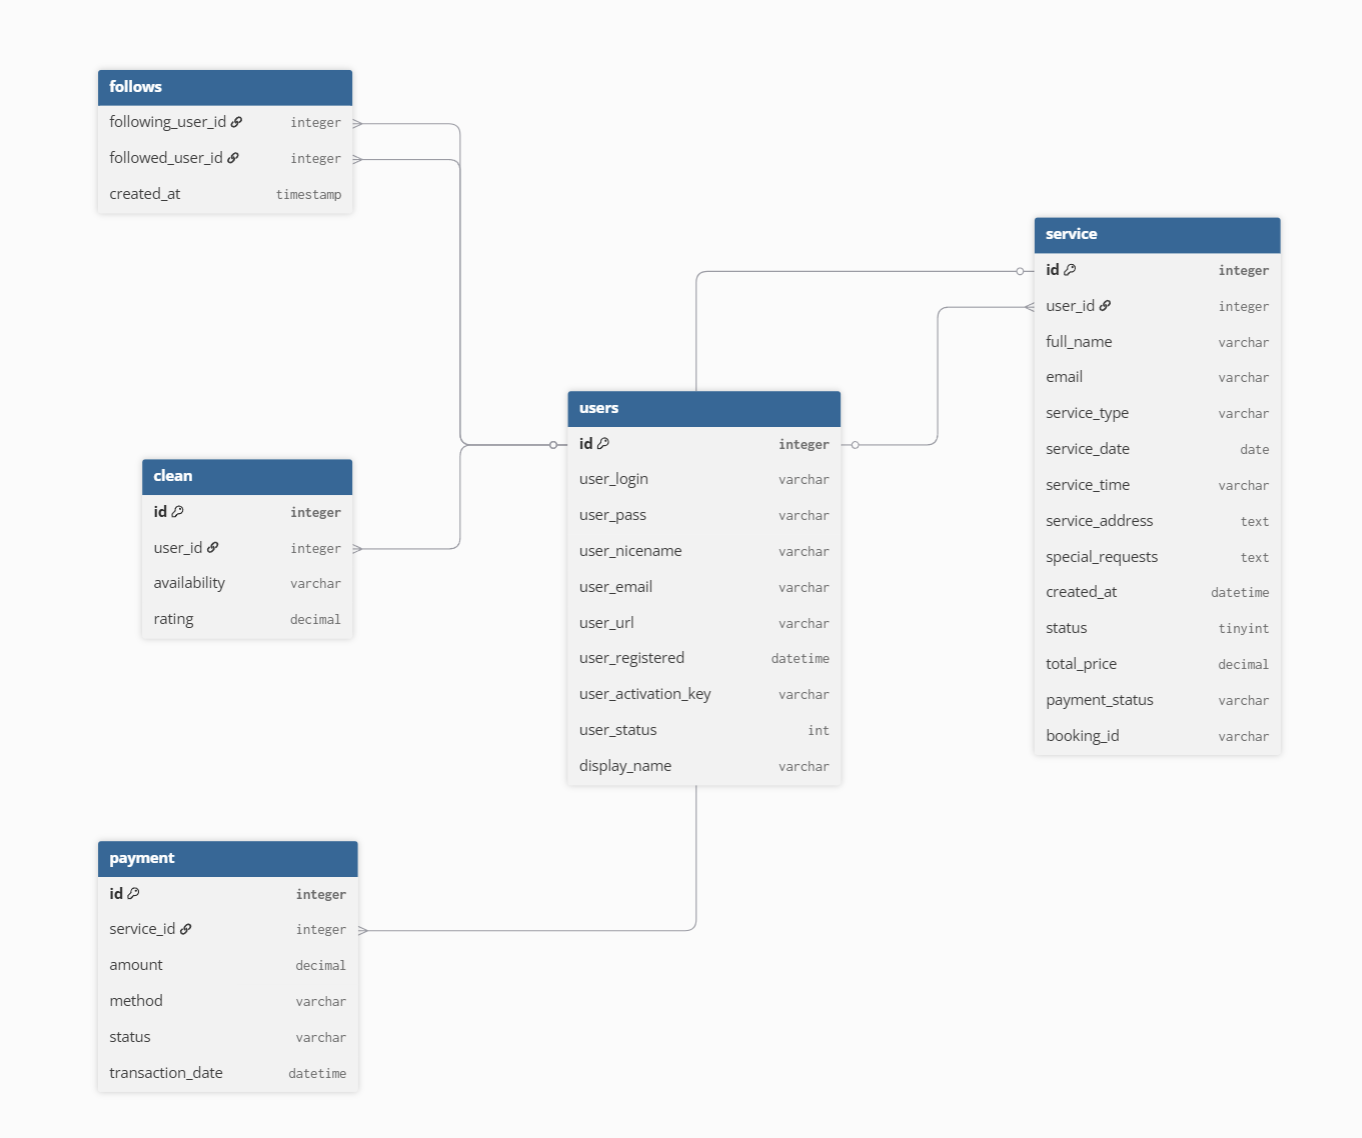 follows
following_user_id integer
followed_user_id integer
created_at timestamp
service
id integer
user_id integer
full_name varchar
email varchar
service_type varchar
service_date date
service_time varchar
service_address text
special_requests text
created_at datetime
status tinyint
total_price decimal
payment_status varchar
booking_id varchar
users
id integer
user_login varchar
user_pass varchar
user_nicename varchar
user_email varchar
user_url varchar
user_registered datetime
user_activation_key varchar
user_status int
display_name varchar
clean
id integer
user_id integer
availability varchar
rating decimal
payment
id integer
service_id integer
amount decimal
method varchar
status varchar
transaction_date datetime